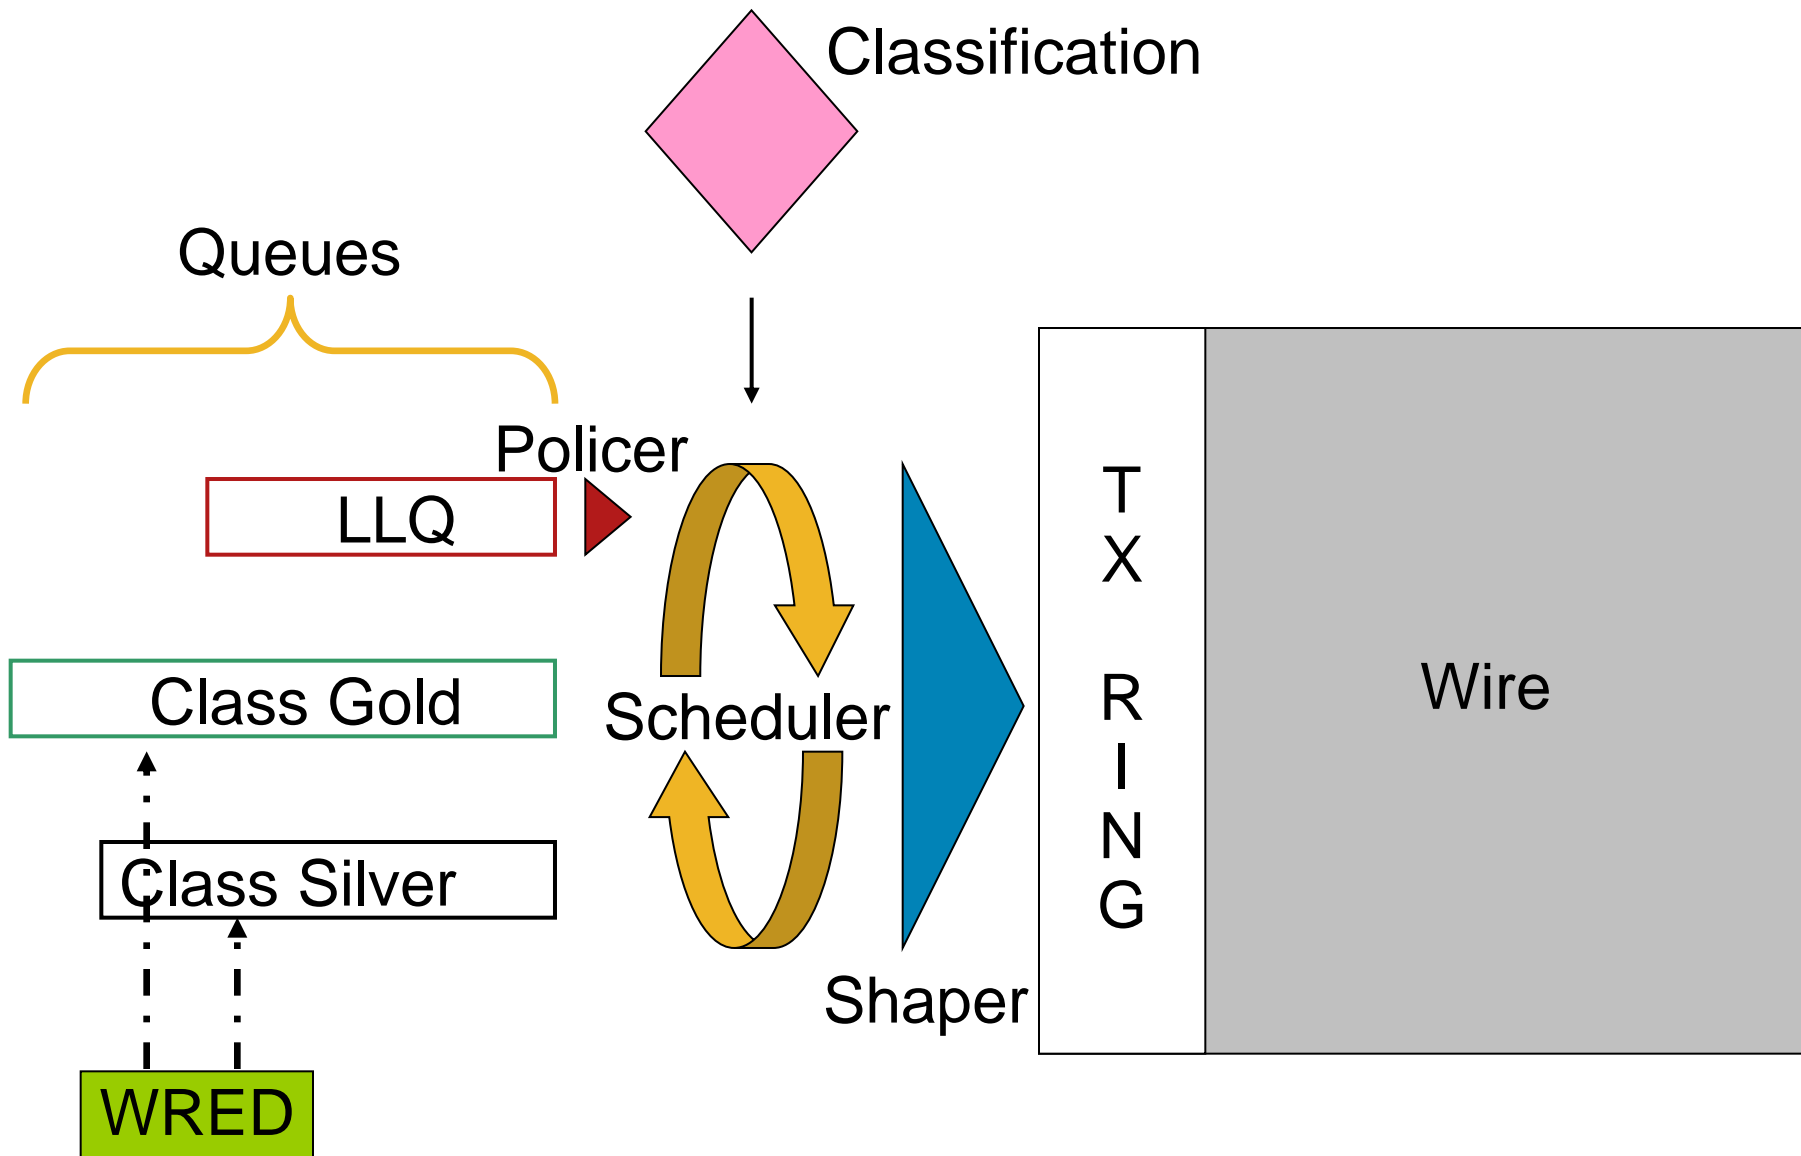 Classification
Queues
Policer
LLQ
Class Gold
Scheduler
Class Silver
Shaper
WRED
T
X
R
I
N
G
Wire